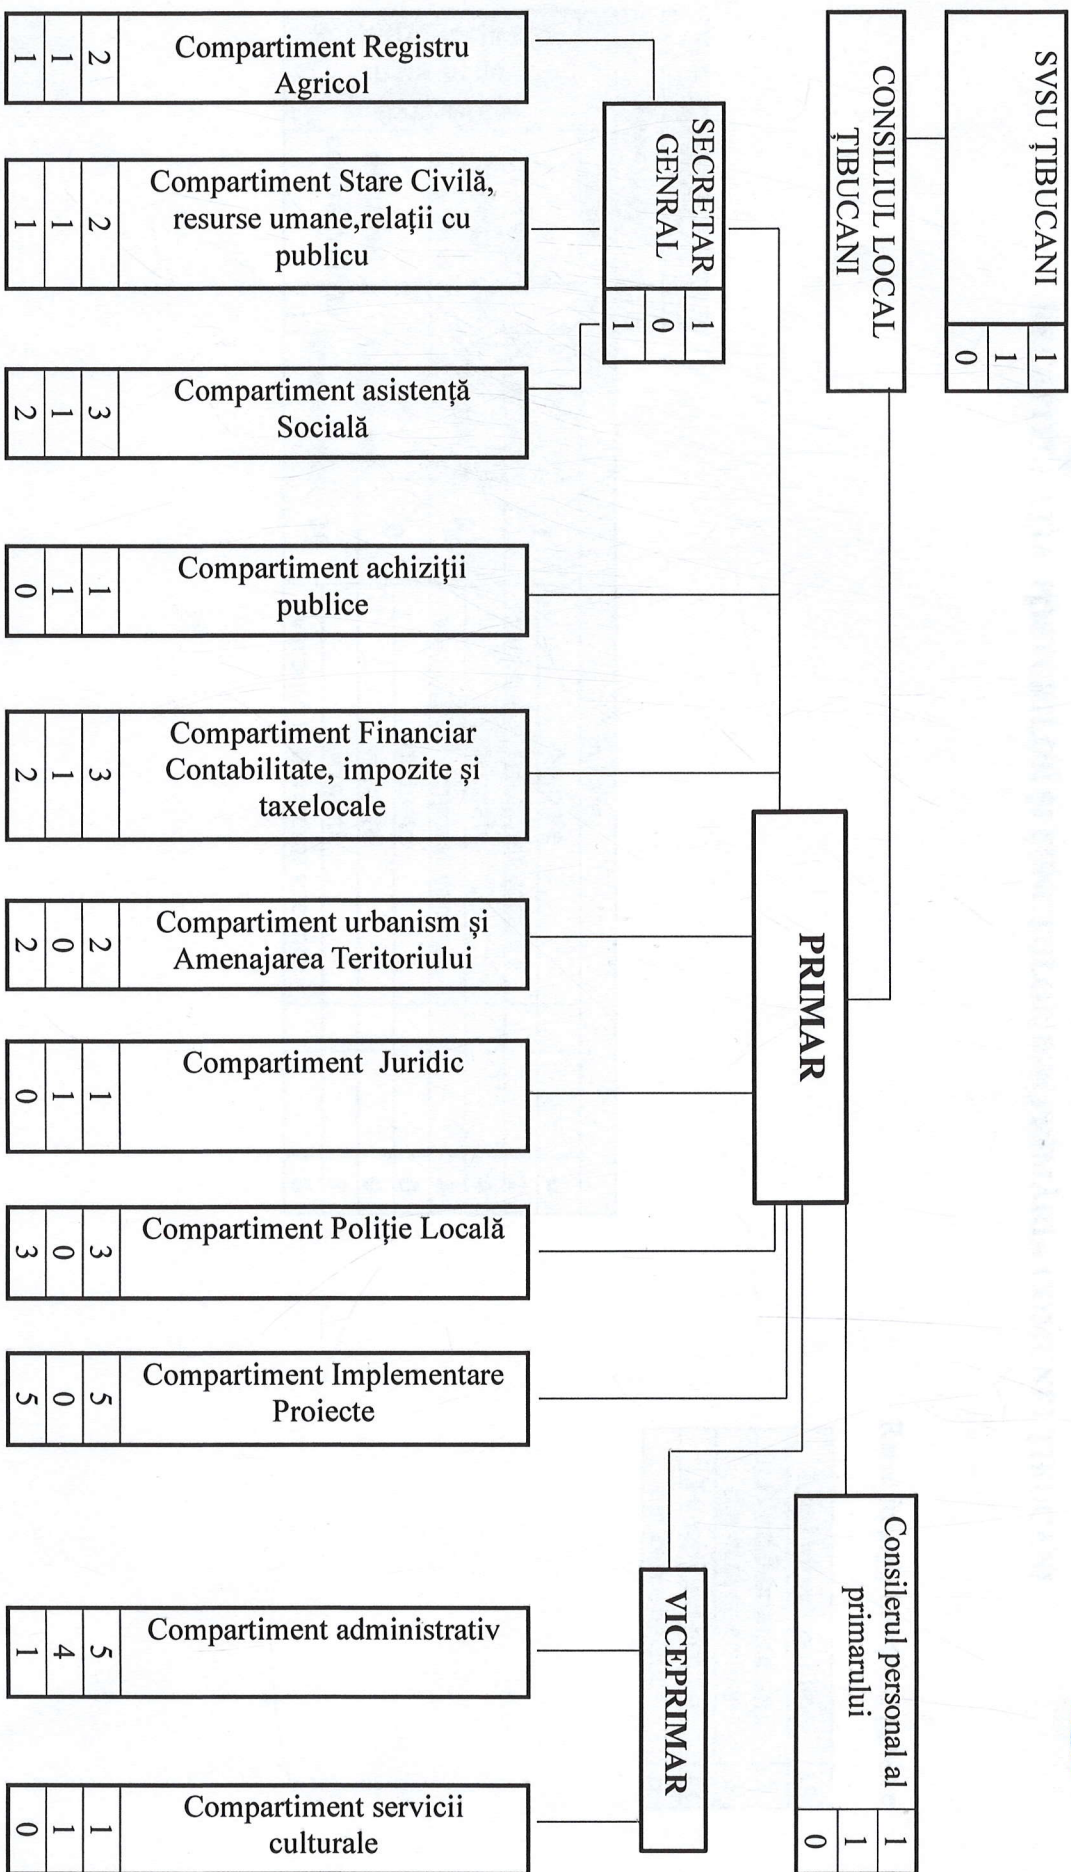 SVSU ȚIBUCANI
1
1
0
CONSILIUL LOCAL
ȚIBUCANI
PRIMAR
Consilerul personal al
primarului
1
1
0
SECRETAR
GENRAL
1
0
1
VICEPRIMAR
Compartiment Registru
Agricol
2
1
1
Compartiment Stare Civilă,
resurse umane,relații cu
publicu
2
1
1
Compartiment asistență
Socială
3
1
2
Compartiment achiziții
publice
1
1
0
Compartiment Financiar
Contabilitate, impozite și
taxelocale
3
1
2
Compartiment urbanism și
Amenajarea Teritoriului
2
0
2
Compartiment Juridic
1
1
0
Compartiment Poliție Locală
3
0
3
Compartiment Implementare
Proiecte
5
0
5
Compartiment administrativ
5
4
1
Compartiment servicii
culturale
1
1
0